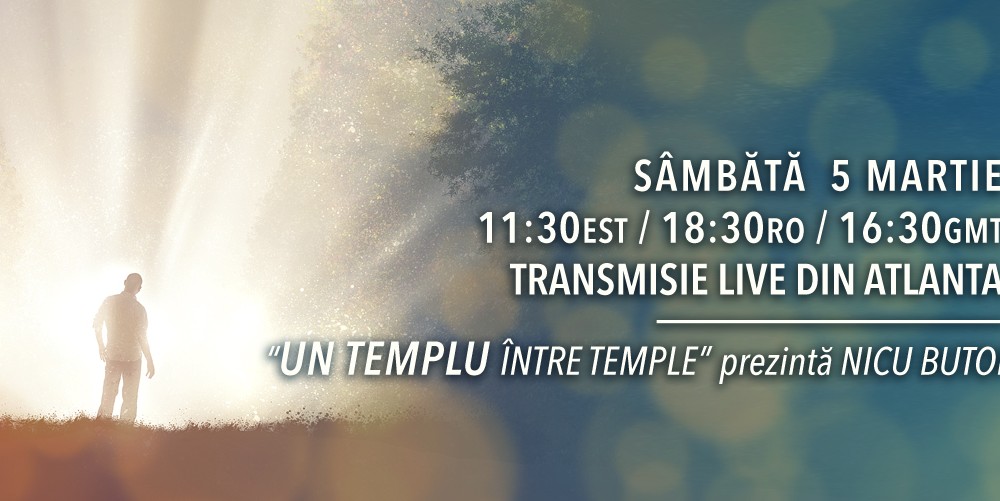 SÂMBĂTĂ 5 MARTIE
11:30EST / 18:30RO / 16:30GMT
TRANSMISIE LIVE DIN ATLANTA
“UN TEMPLU ÎNTRE TEMPLE” prezintă NICU